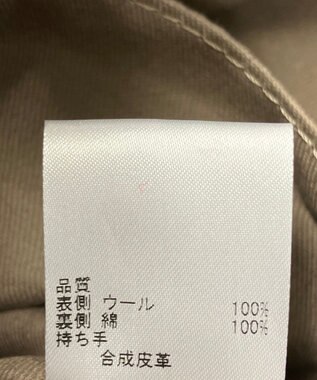 品質
表側 ウール 100%
裏側 綿 100%
持ち手
合成皮革